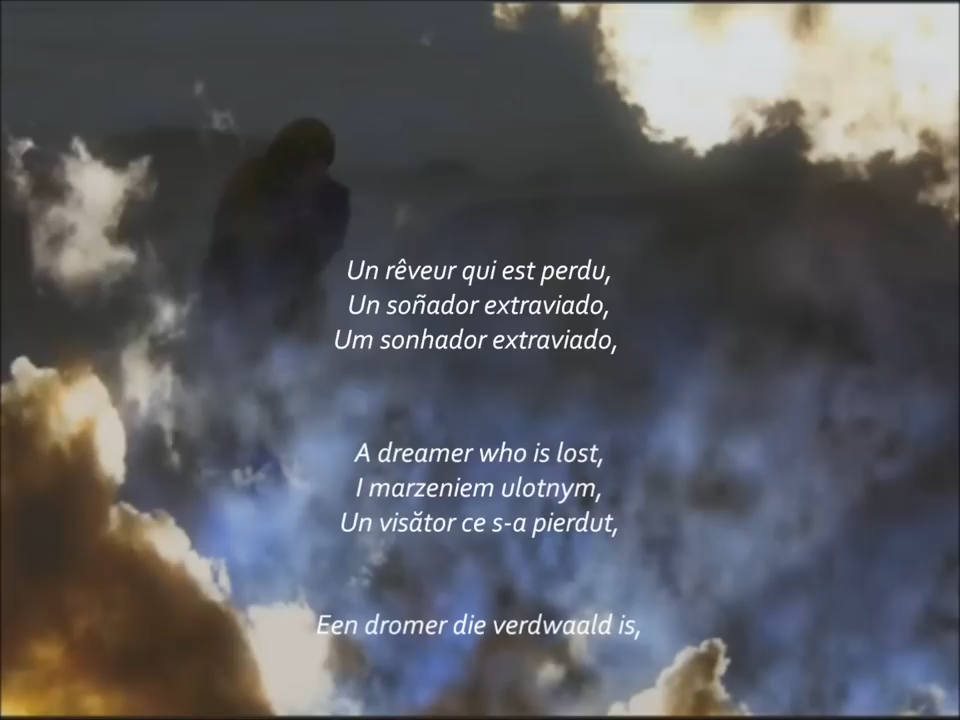 Un rêveur qui est perdu,
Un soñador extraviado,
Um sonhador extraviado,
A dreamer who is lost,
I marzeniem ulotnym,
Un visător ce s-a pierdut,
Een dromer die verdwaald is,